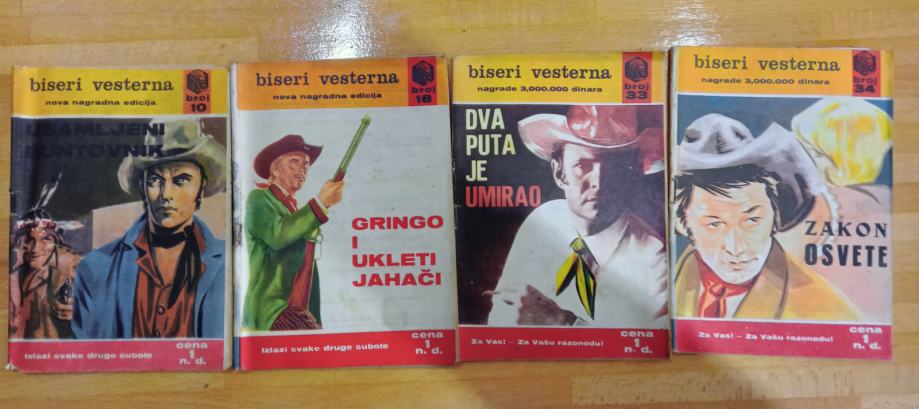 biseri vesterna
nova nagradna edicija
broj
10
USAMLJENI
BUNTOVNIK
Izlazi svake druge subote
cena
1
n. d.
biseri vesterna
nova nagradna edicija
broj
18
GRINGO
I
UKLETI
JAHAČI
Izlazi svake druge subote
cena
1
n. d.
biseri vesterna
nagrade 3,000.000 dinara
broj
33
DVA
PUTA
JE
UMIRAO
Za Vas! - Za Vašu razonodu!
cena
1
n. d.
biseri vesterna
nagrade 3,000.000 dinara
broj
34
ZAKON
OSVETE
Za Vas! - Za Vašu razonodu!
cena
1
n. d.